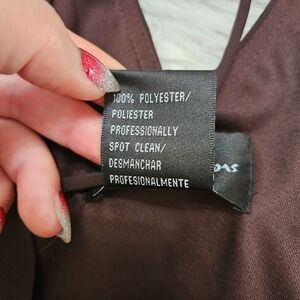 100% POLYESTER/
POLIESTER
PROFESSIONALLY
SPOT CLEAN/
DESMANCHAR
PROFESIONALMENTE